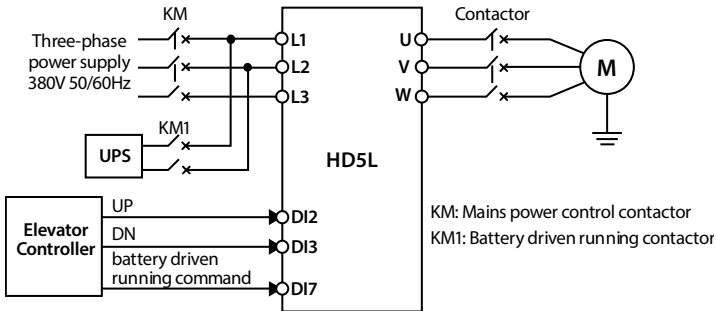 KM
Contactor
Three-phase
power supply
380V 50/60Hz
L1
L2
L3
U
V
W
M
KM1
UPS
HD5L
Elevator
Controller
UP
DN
battery driven
running command
DI2
DI3
DI7
KM: Mains power control contactor
KM1: Battery driven running contactor